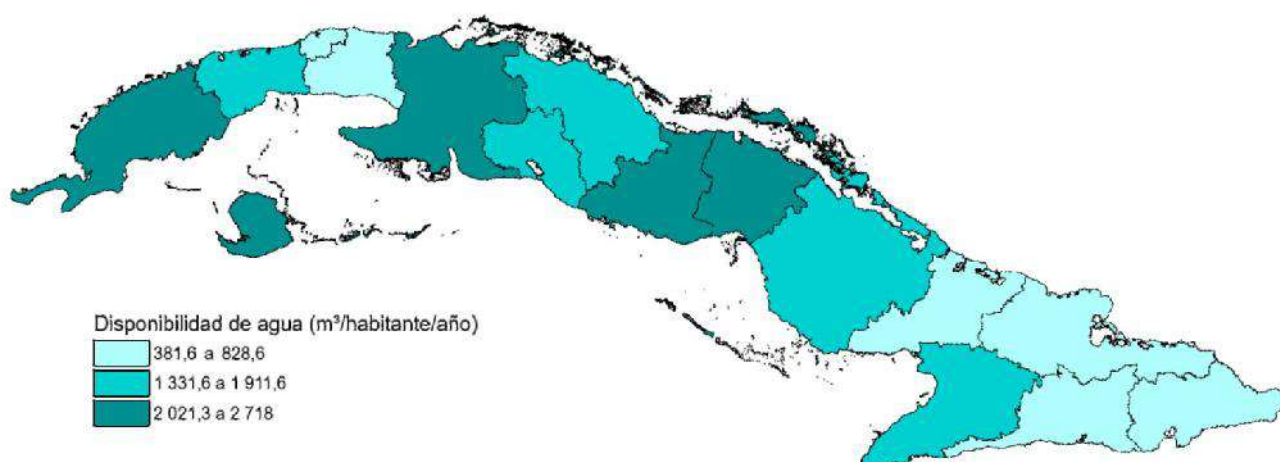 Disponibilidad de agua (m³/habitante/año)
381,6 a 828,6
1 331,6 a 1 911,6
2 021,3 a 2 718